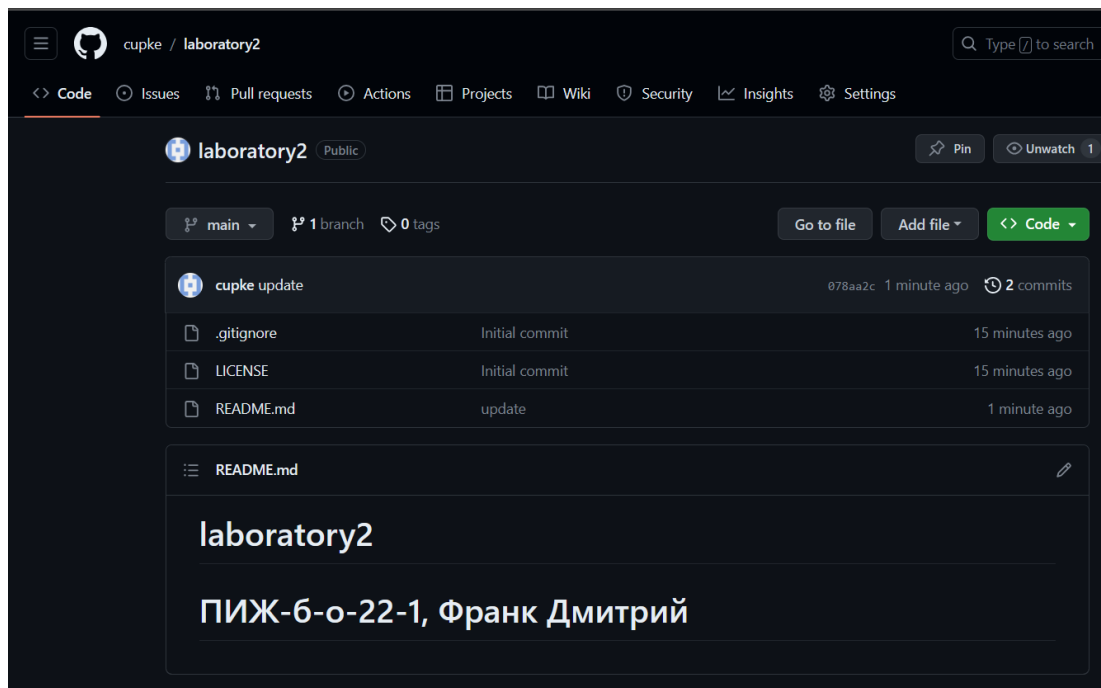 cupke / laboratory2 Type / to search
Code Issues Pull requests Actions Projects Wiki Security Insights Settings
laboratory2 Public Pin Unwatch 1
main 1 branch 0 tags Go to file Add file Code
cupke update 078aa2c 1 minute ago 2 commits
.gitignore Initial commit 15 minutes ago
LICENSE Initial commit 15 minutes ago
README.md update 1 minute ago
README.md
laboratory2
ПИЖ-б-о-22-1, Франк Дмитрий